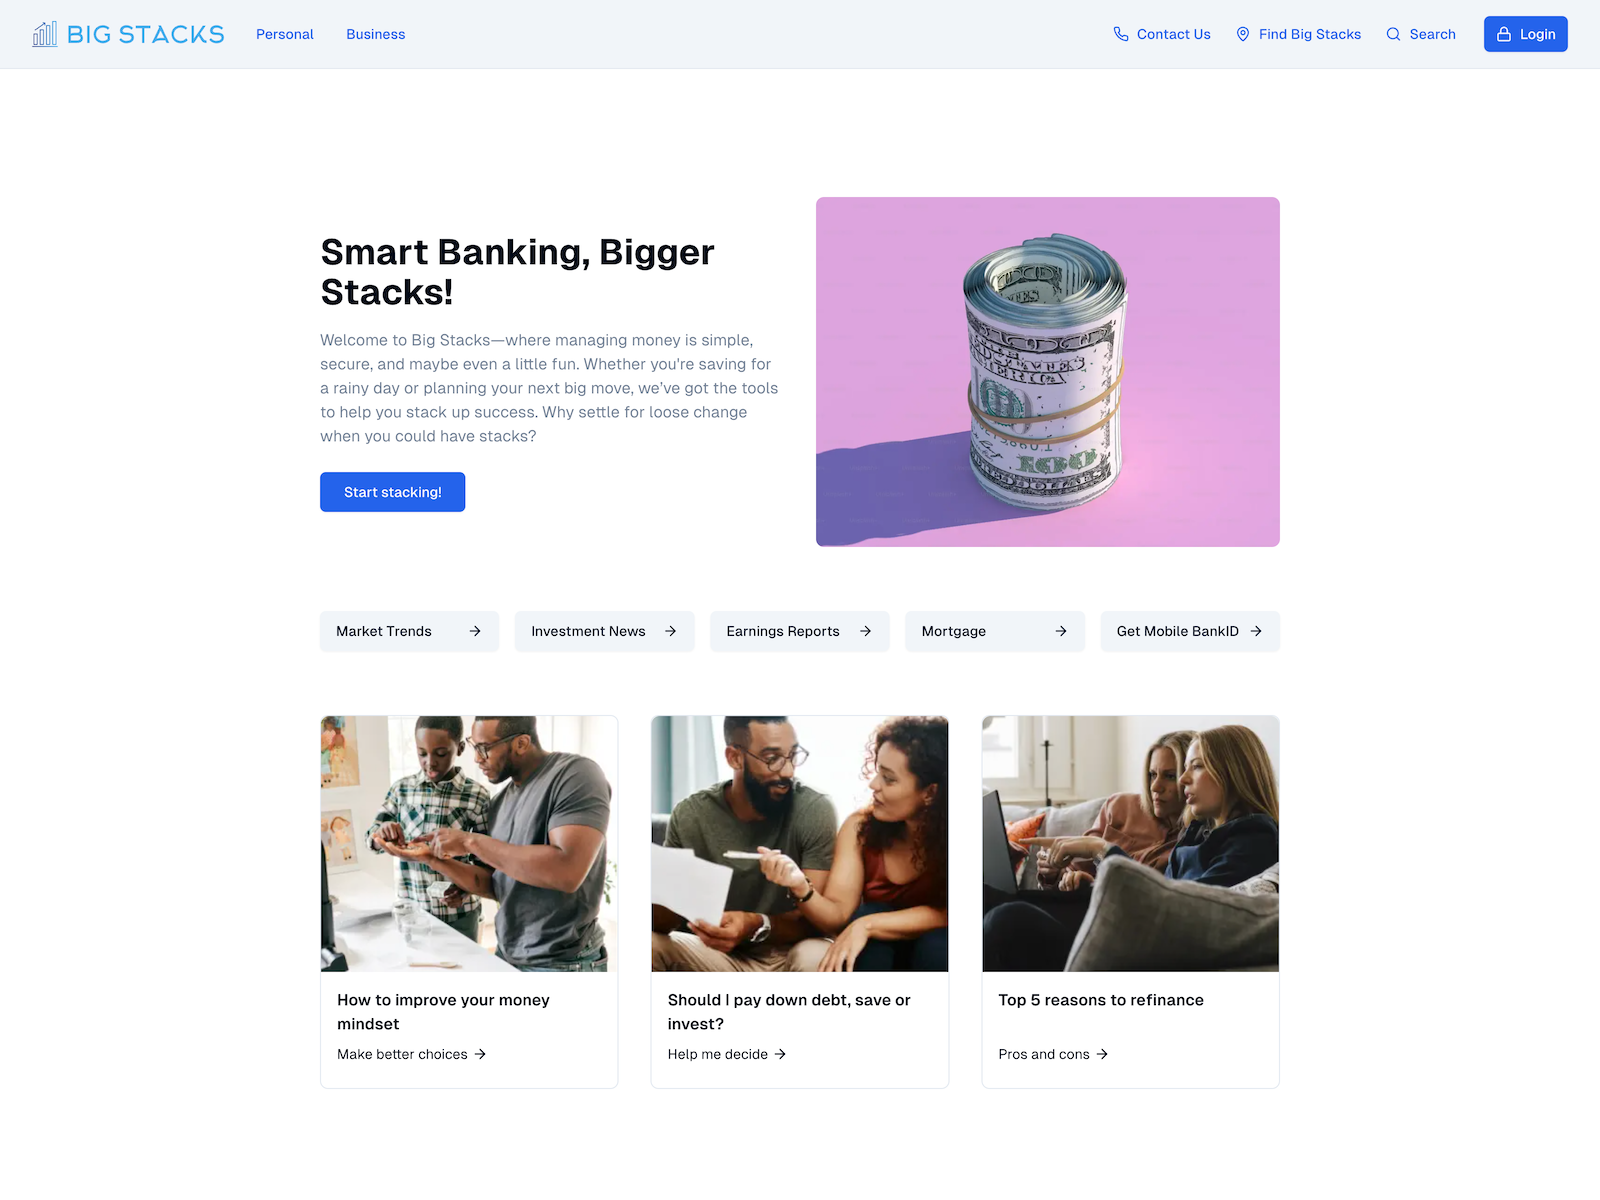 BIG STACKS
Personal
Business
Contact Us
Find Big Stacks
Search
Login
Smart Banking, Bigger
Stacks!
Welcome to Big Stacks—where managing money is simple,
secure, and maybe even a little fun. Whether you're saving for
a rainy day or planning your next big move, we’ve got the tools
to help you stack up success. Why settle for loose change
when you could have stacks?
Start stacking!
Market Trends
Investment News
Earnings Reports
Mortgage
Get Mobile BankID
How to improve your money
mindset
Make better choices
Should I pay down debt, save or
invest?
Help me decide
Top 5 reasons to refinance
Pros and cons